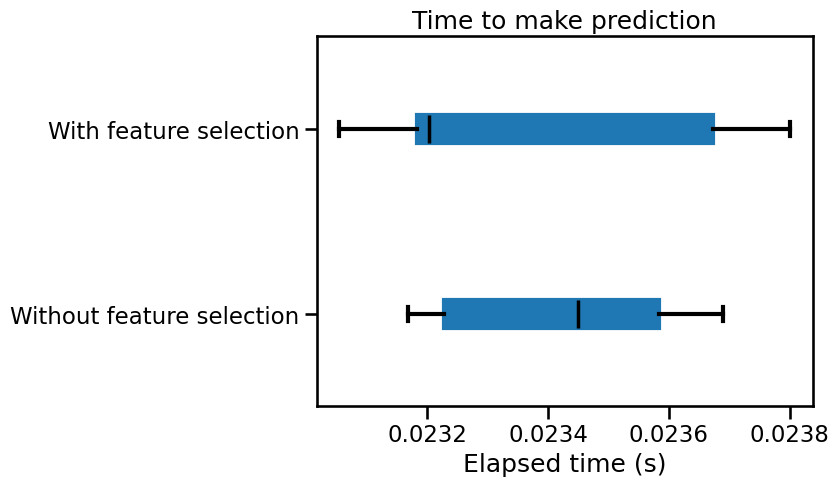 Time to make prediction
With feature selection
Without feature selection
0.0232 0.0234 0.0236 0.0238
Elapsed time (s)